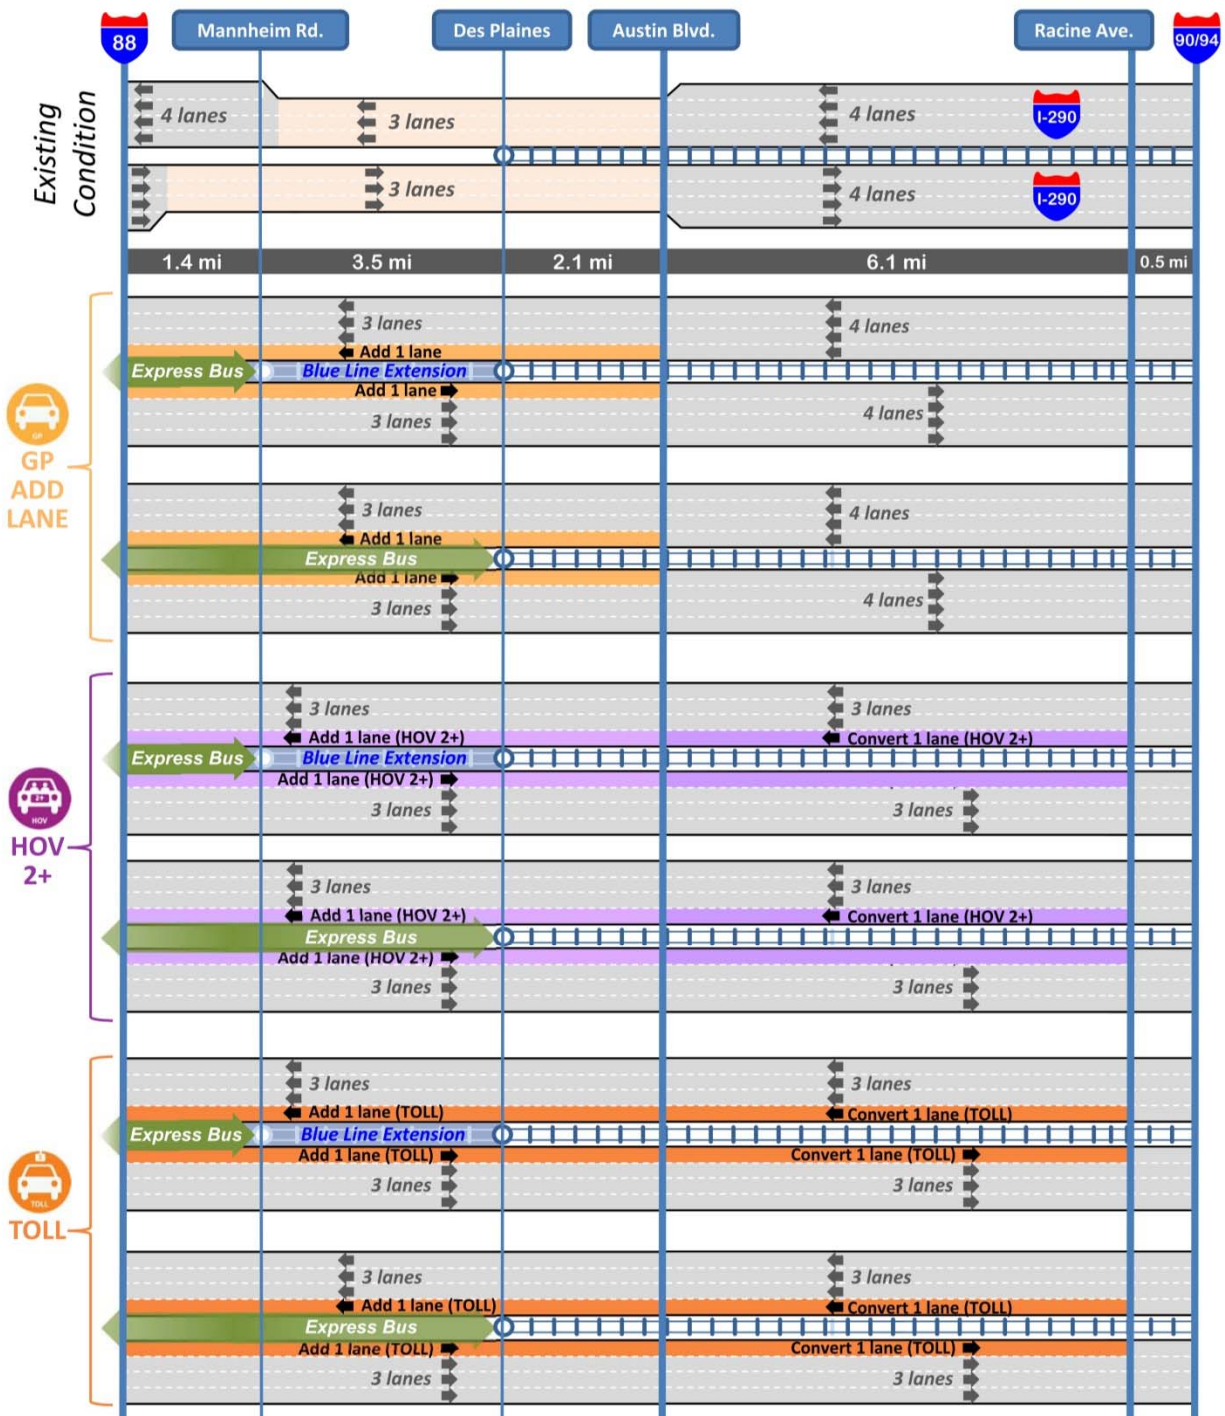 88
Mannheim Rd.
Des Plaines
Austin Blvd.
Racine Ave.
90/94
Existing
Condition
4 lanes
3 lanes
4 lanes
I-290
3 lanes
4 lanes
I-290
1.4 mi
3.5 mi
2.1 mi
6.1 mi
0.5 mi
GP
GP
ADD
LANE
3 lanes
4 lanes
Add 1 lane
Express Bus
Blue Line Extension
Add 1 lane
3 lanes
4 lanes
3 lanes
4 lanes
Add 1 lane
Express Bus
Add 1 lane
3 lanes
4 lanes
2+
HOV
HOV
2+
3 lanes
3 lanes
Add 1 lane (HOV 2+)
Convert 1 lane (HOV 2+)
Express Bus
Blue Line Extension
Add 1 lane (HOV 2+)
3 lanes
3 lanes
3 lanes
3 lanes
Add 1 lane (HOV 2+)
Convert 1 lane (HOV 2+)
Express Bus
Add 1 lane (HOV 2+)
3 lanes
3 lanes
TOLL
TOLL
3 lanes
3 lanes
Add 1 lane (TOLL)
Convert 1 lane (TOLL)
Express Bus
Blue Line Extension
Add 1 lane (TOLL)
Convert 1 lane (TOLL)
3 lanes
3 lanes
3 lanes
3 lanes
Add 1 lane (TOLL)
Convert 1 lane (TOLL)
Express Bus
Add 1 lane (TOLL)
Convert 1 lane (TOLL)
3 lanes
3 lanes